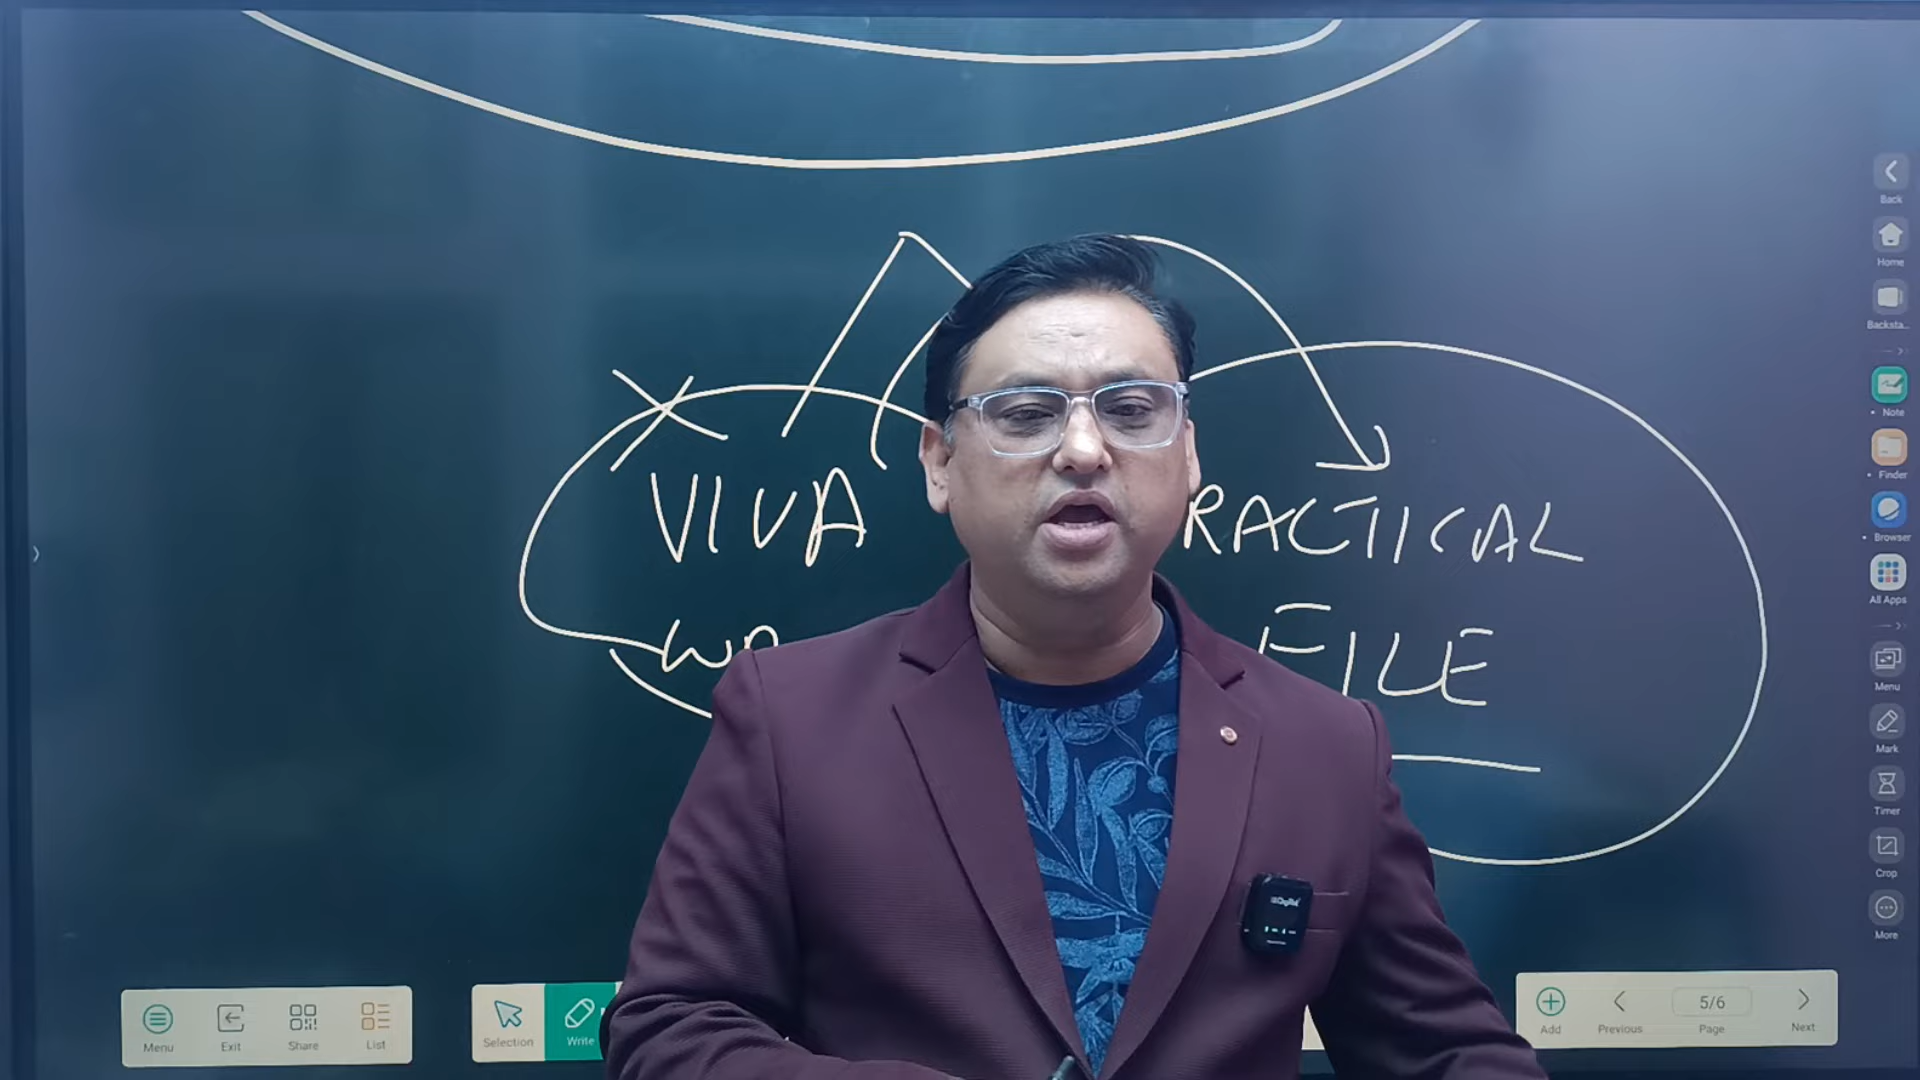 VIVA RACTICAL
FILE
Back
Home
Backsta...
Note
Finder
Browser
All Apps
Menu
Mark
Timer
Crop
More
Menu Exit Share List
Selection Write
5/6
Add Previous Page Next